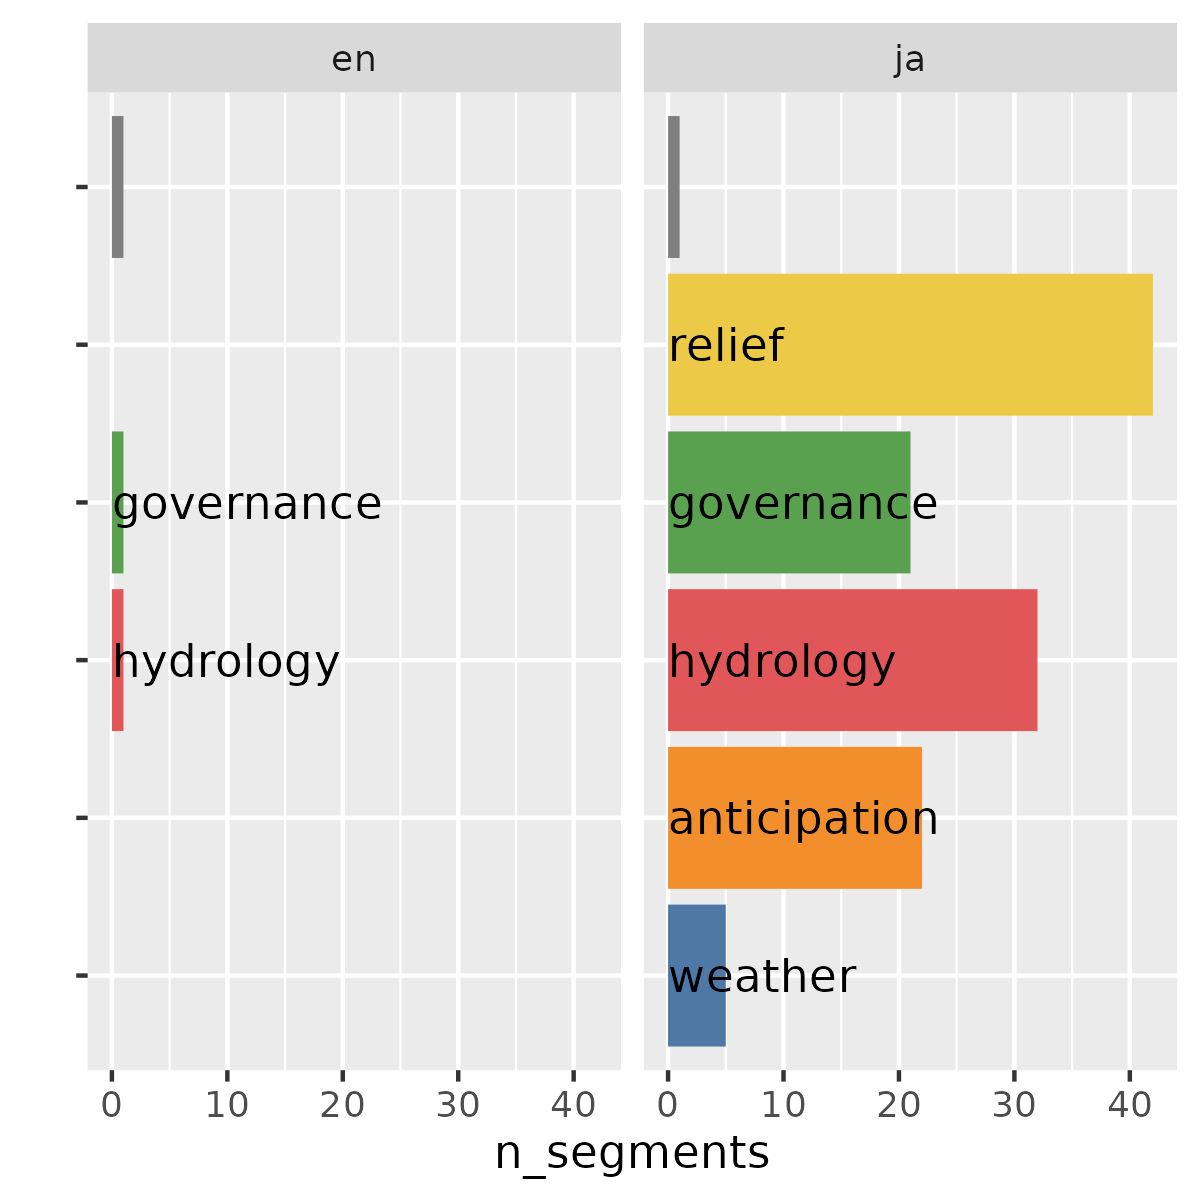 en
ja
relief
governance
governance
hydrology
hydrology
anticipation
weather
0 10 20 30 40
0 10 20 30 40
n_segments